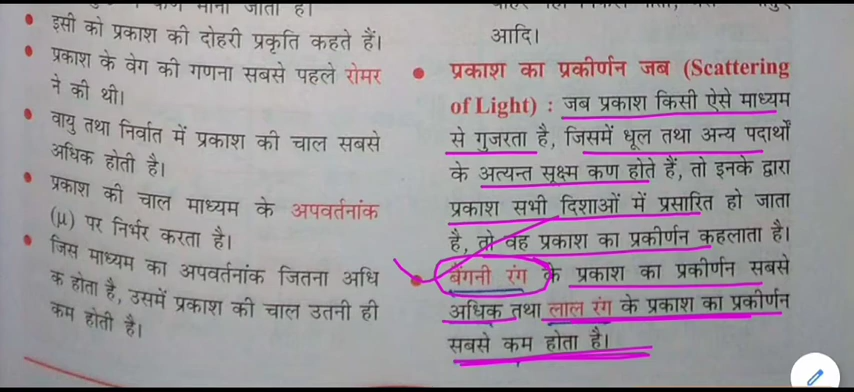 इसी को प्रकाश की दोहरी प्रकृति कहते हैं।
प्रकाश के वेग की गणना सबसे पहले रोमर
ने की थी।
वायु तथा निर्वात में प्रकाश की चाल सबसे
अधिक होती है।
प्रकाश की चाल माध्यम के अपवर्तनांक
(μ) पर निर्भर करता है।
जिस माध्यम का अपवर्तनांक जितना अधि
क होता है, उसमें प्रकाश की चाल उतनी ही
कम होती है।
आदि।
प्रकाश का प्रकीर्णन जब (Scattering
of Light) : जब प्रकाश किसी ऐसे माध्यम
से गुजरता है, जिसमें धूल तथा अन्य पदार्थों
के अत्यन्त सूक्ष्म कण होते हैं, तो इनके द्वारा
प्रकाश सभी दिशाओं में प्रसारित हो जाता
है, तो वह प्रकाश का प्रकीर्णन कहलाता है।
बैंगनी रंग के प्रकाश का प्रकीर्णन सबसे
अधिक तथा लाल रंग के प्रकाश का प्रकीर्णन
सबसे कम होता है।